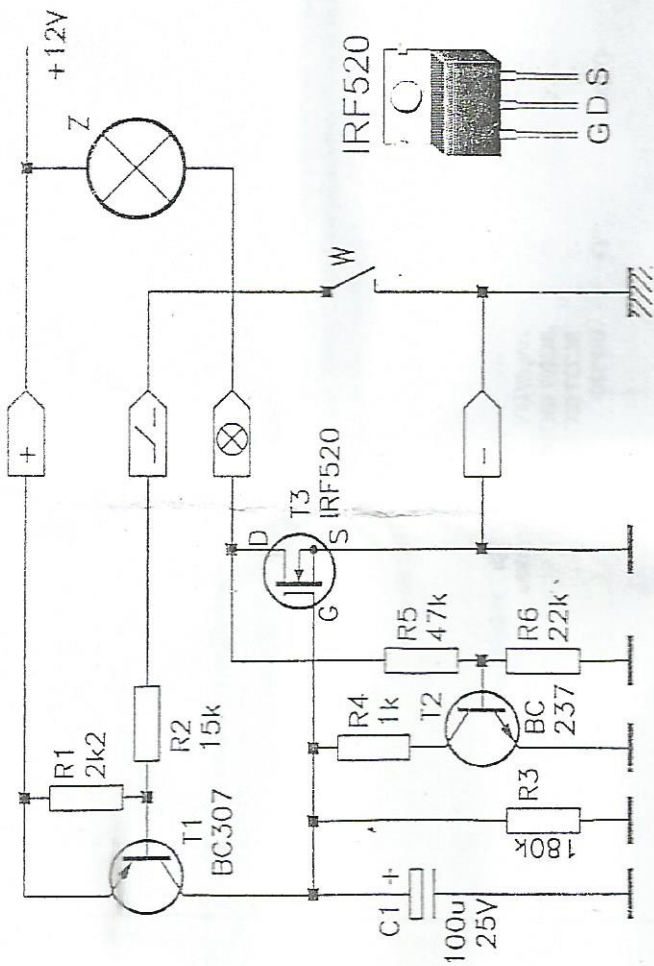 +12V
Z
IRF520
G D S
+
W
R1
2k2
R2
15k
T1
BC307
D
T3
IRF520
S
G
-
R5
47k
R4
1k
T2
R6
22k
BC
237
R3
180k
C1 +
100u
25V